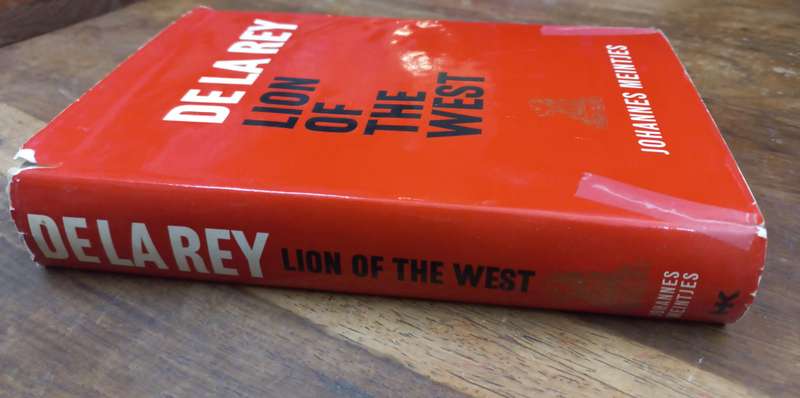 DE LA REY
LION
OF
THE
WEST
JOHANNES MEINTJES
DE LA REY LION OF THE WEST
JOHANNES
MEINTJES
HK